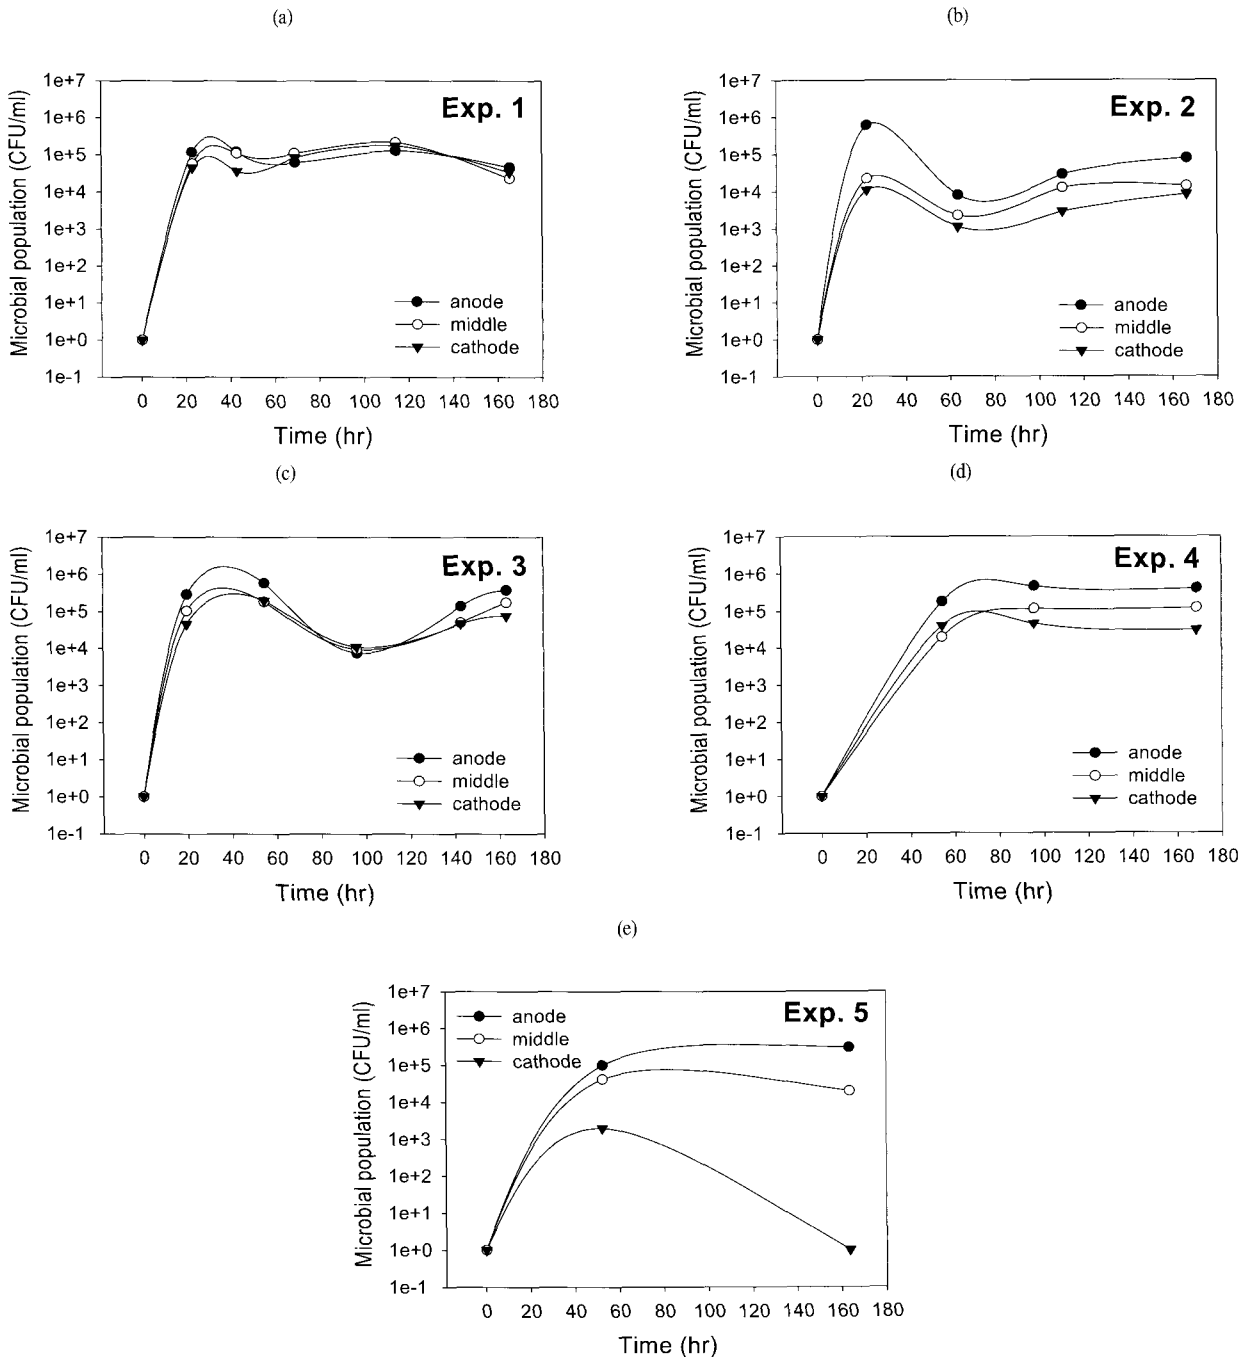 (a)
Exp. 1
Microbial population (CFU/ml)
1e+7
1e+6
1e+5
1e+4
1e+3
1e+2
1e+1
1e+0
1e-1
anode
middle
cathode
0 20 40 60 80 100 120 140 160 180
Time (hr)
(b)
Exp. 2
Microbial population (CFU/ml)
1e+7
1e+6
1e+5
1e+4
1e+3
1e+2
1e+1
1e+0
1e-1
anode
middle
cathode
0 20 40 60 80 100 120 140 160 180
Time (hr)
(c)
Exp. 3
Microbial population (CFU/ml)
1e+7
1e+6
1e+5
1e+4
1e+3
1e+2
1e+1
1e+0
1e-1
anode
middle
cathode
0 20 40 60 80 100 120 140 160 180
Time (hr)
(d)
Exp. 4
Microbial population (CFU/ml)
1e+7
1e+6
1e+5
1e+4
1e+3
1e+2
1e+1
1e+0
1e-1
anode
middle
cathode
0 20 40 60 80 100 120 140 160 180
Time (hr)
(e)
Exp. 5
Microbial population (CFU/ml)
1e+7
1e+6
1e+5
1e+4
1e+3
1e+2
1e+1
1e+0
1e-1
anode
middle
cathode
0 20 40 60 80 100 120 140 160 180
Time (hr)